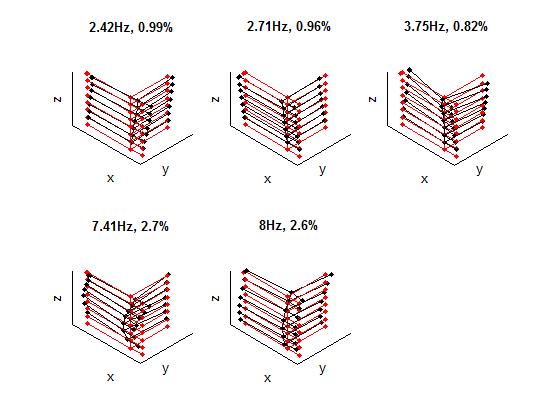 2.42Hz, 0.99%
2.71Hz, 0.96%
3.75Hz, 0.82%
z
x
y
z
x
y
z
x
y
7.41Hz, 2.7%
8Hz, 2.6%
z
x
y
z
x
y